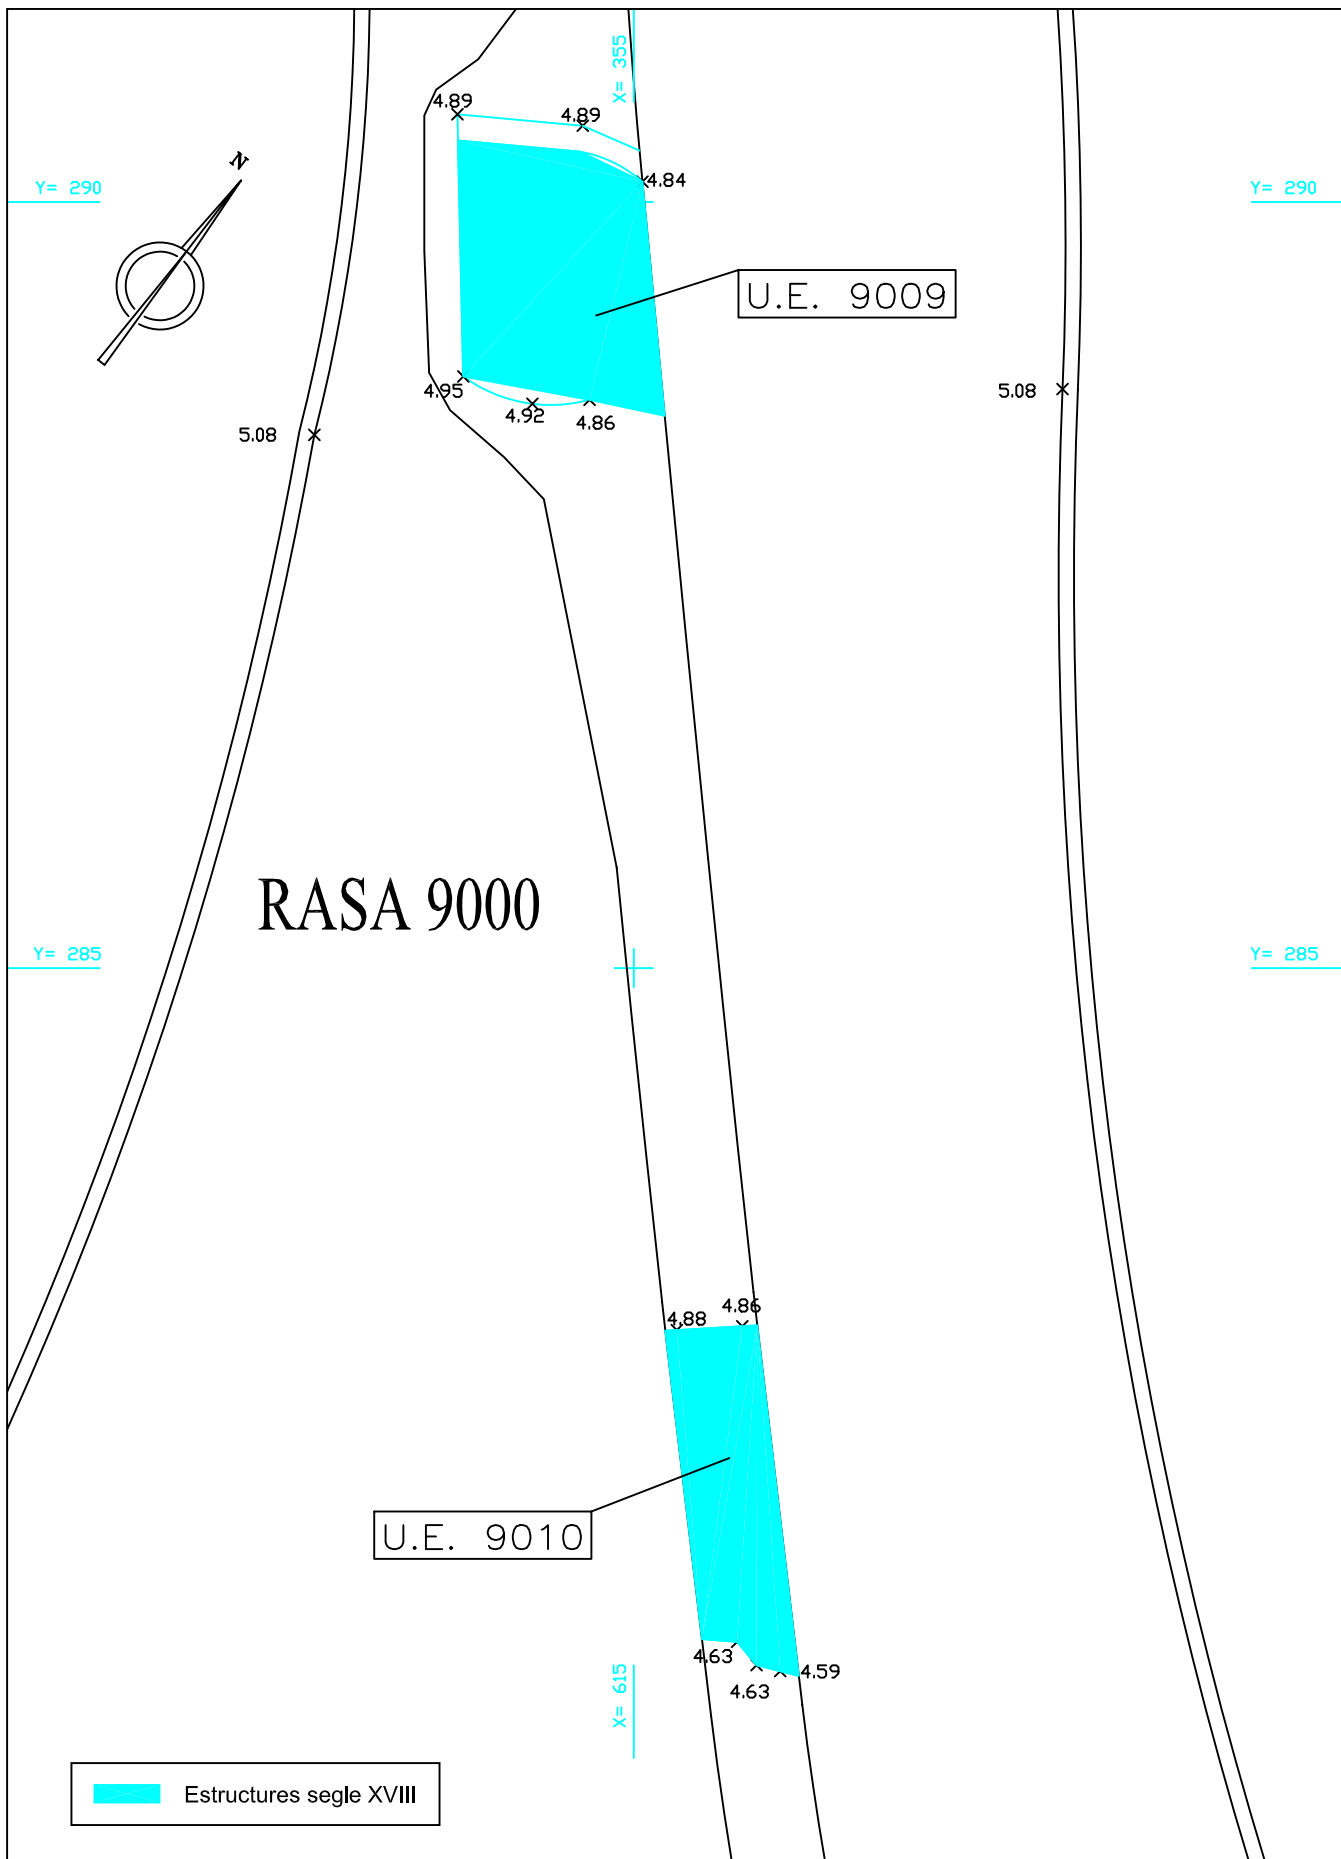 X= 355
4.89
4.89
N
Y= 290
4.84
Y= 290
U.E. 9009
4.95
4.92
4.86
5.08
5.08
RASA 9000
Y= 285
Y= 285
4.86
4.88
U.E. 9010
4.63
4.59
4.63
X= 615
Estructures segle XVIII